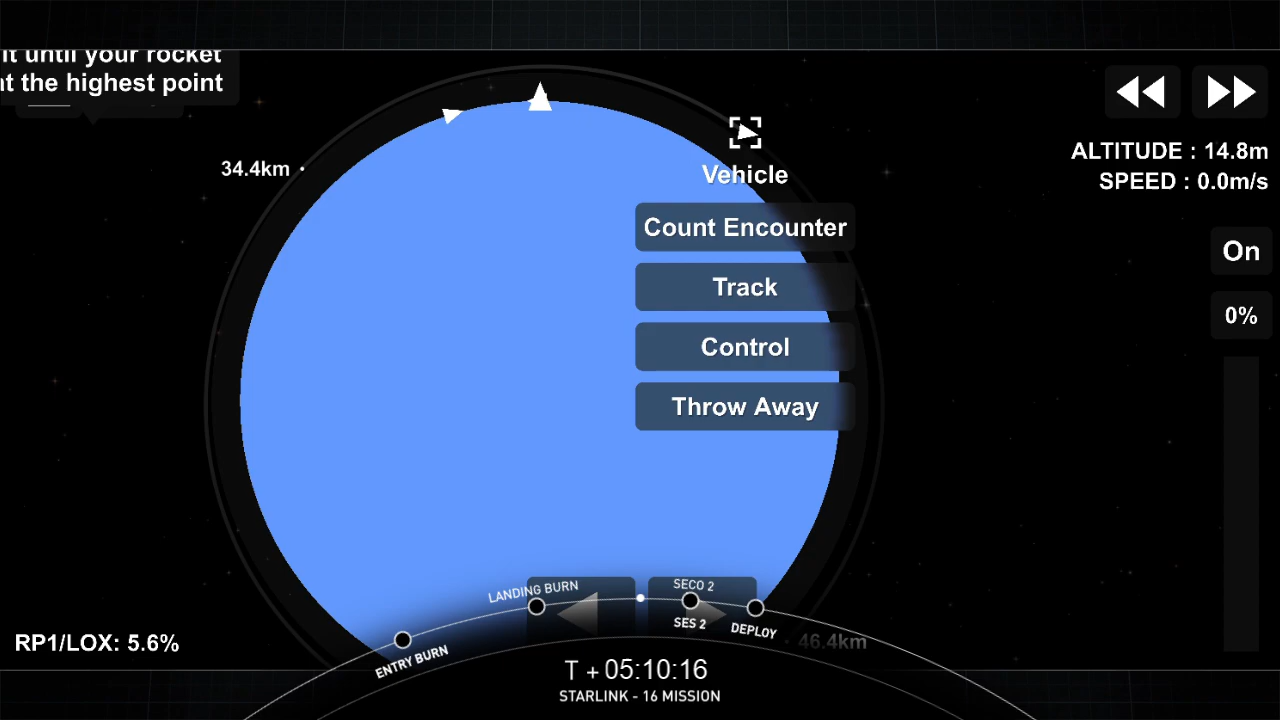 it until your rocket
at the highest point
34.4km
Vehicle
Count Encounter
Track
Control
Throw Away
ALTITUDE : 14.8m
SPEED : 0.0m/s
On
0%
RP1/LOX: 5.6%
ENTRY BURN
LANDING BURN
SECO 2
SES 2
DEPLOY
46.4km
T + 05:10:16
STARLINK - 16 MISSION